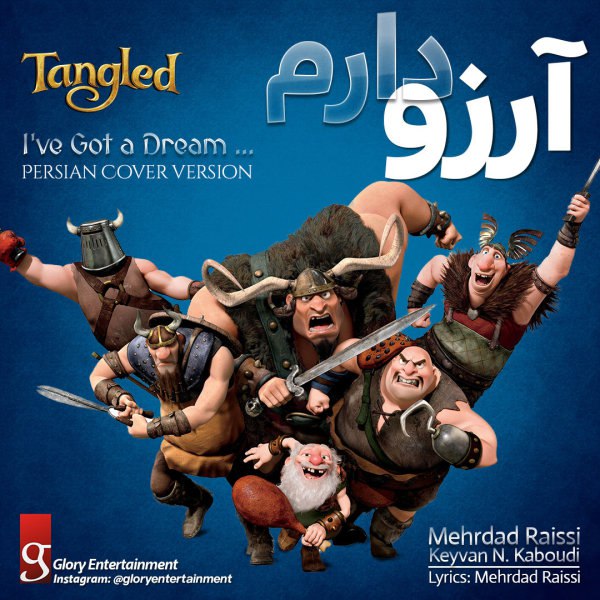 Tangled
آرزو دارم
I've Got a Dream ...
PERSIAN COVER VERSION
Mehrdad Raissi
Keyvan N. Kaboudi
Lyrics: Mehrdad Raissi
g
Glory Entertainment
Instagram: @gloryentertainment